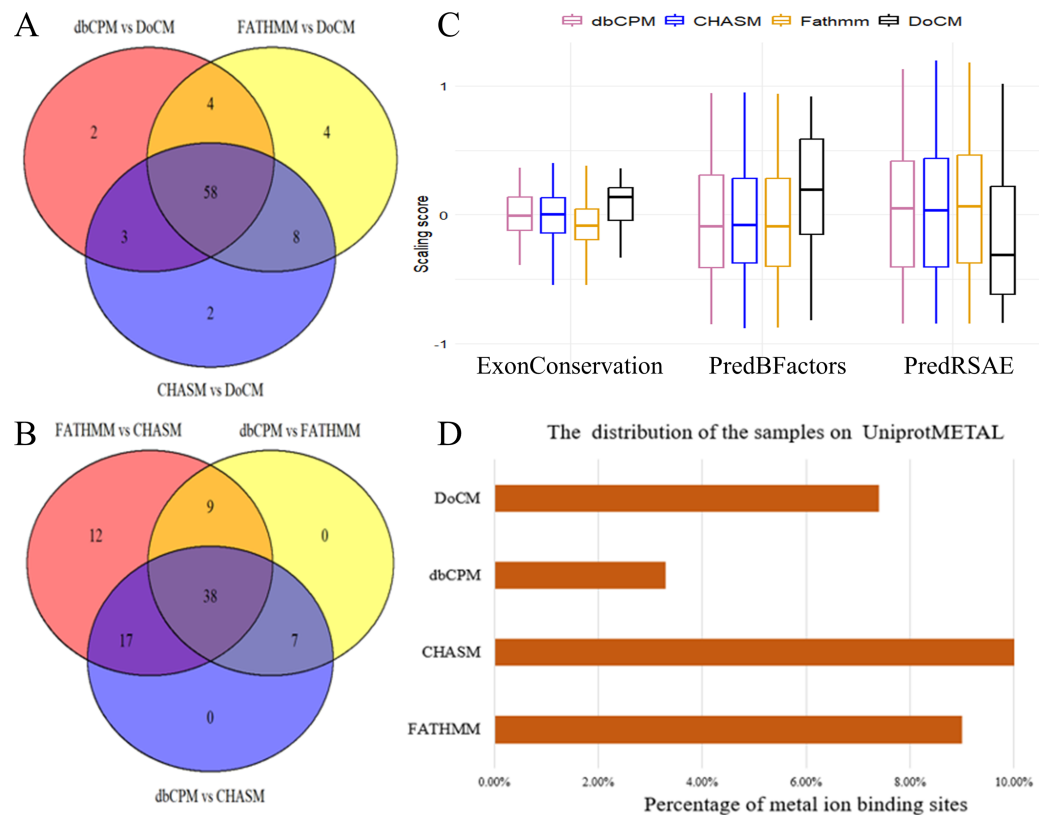 A
dbCPM vs DoCM
FATHMM vs DoCM
4
2
4
58
3
8
2
CHASM vs DoCM
B
FATHMM vs CHASM
dbCPM vs FATHMM
9
12
0
38
17
7
0
dbCPM vs CHASM
C
dbCPM CHASM Fathmm DoCM
1
0
-1
Scaling score
ExonConservation PredBFactors PredRSAE
D
The distribution of the samples on UniprotMETAL
DoCM
dbCPM
CHASM
FATHMM
0.00% 2.00% 4.00% 6.00% 8.00% 10.00%
Percentage of metal ion binding sites